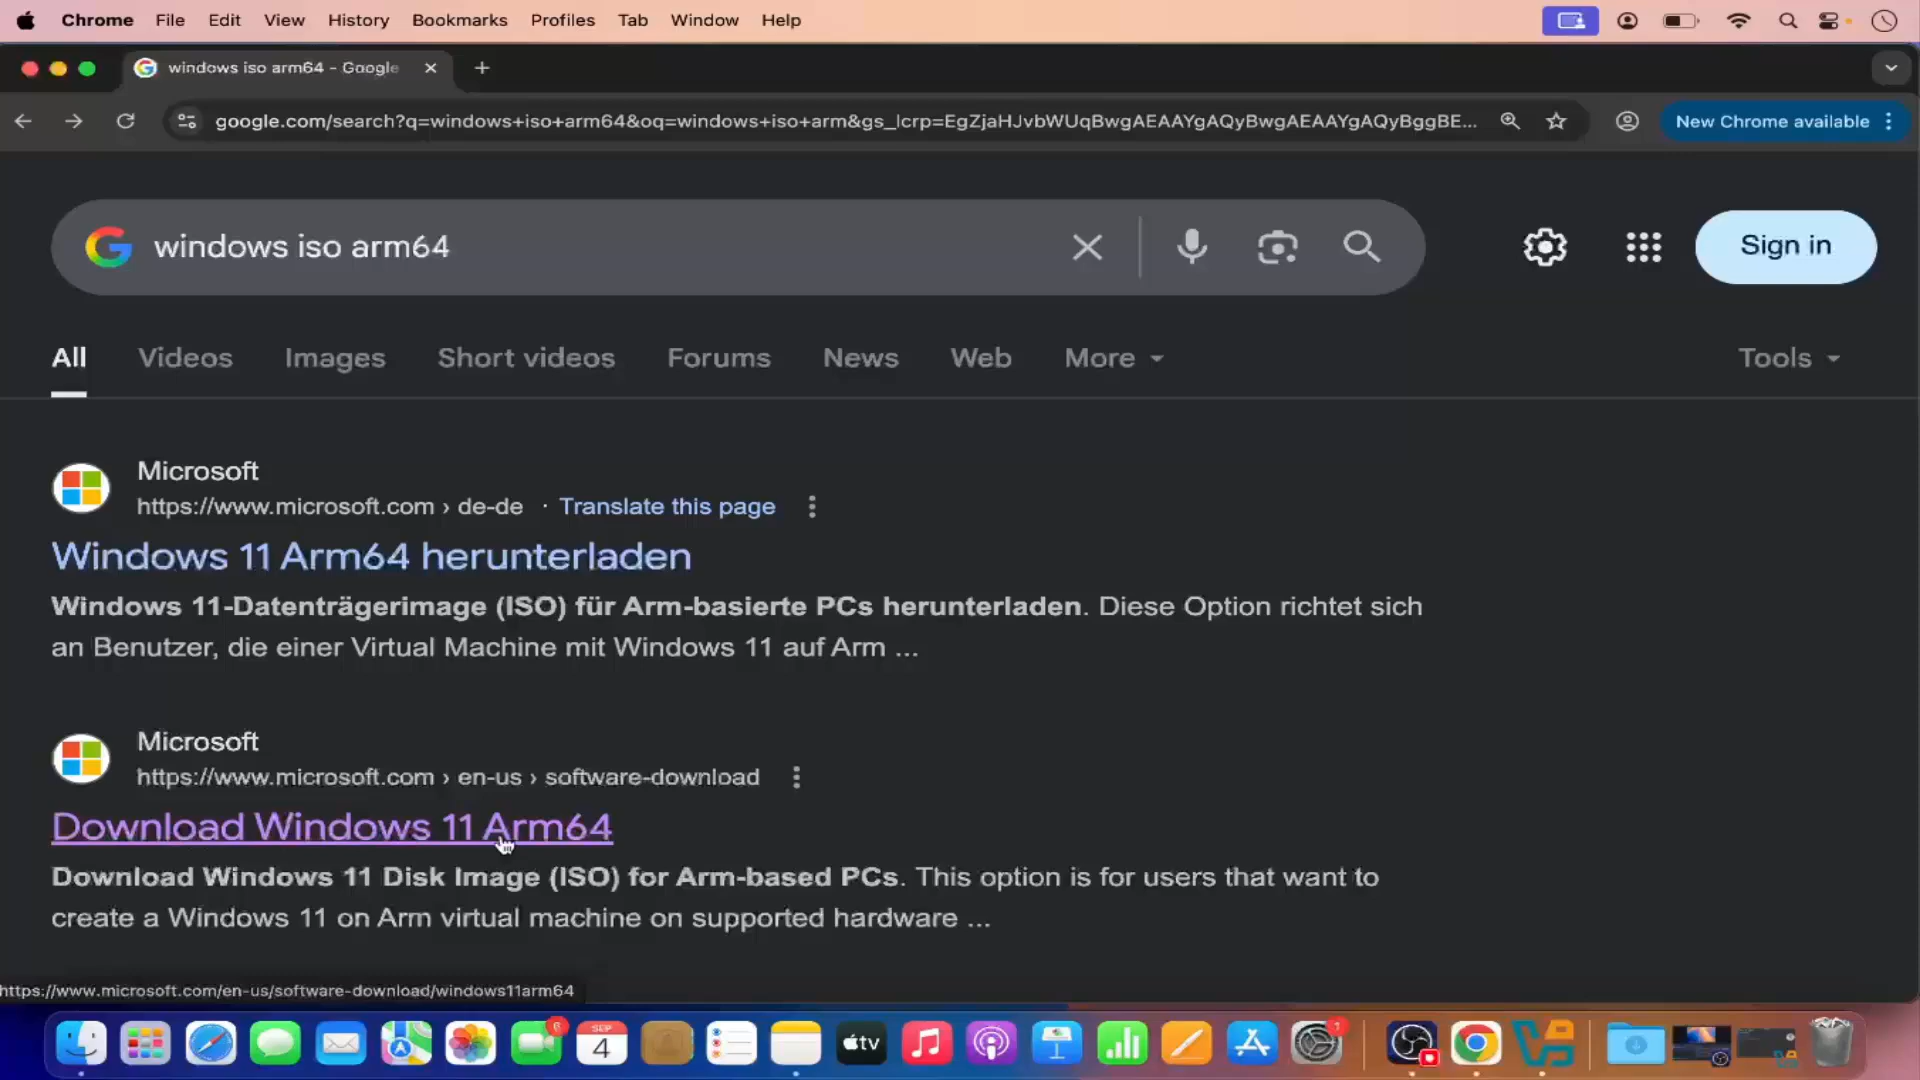 Chrome File Edit View History Bookmarks Profiles Tab Window Help
windows iso arm64 - Google
google.com/search?q=windows+iso+arm64&oq=windows+iso+arm&gs_lcrp=EgZjaHJvbWUqBwgAEAAYgAQyBwgAEAAYgAQyBggBE...
New Chrome available
windows iso arm64
Sign in
All Videos Images Short videos Forums News Web More Tools
Microsoft
https://www.microsoft.com › de-de · Translate this page
Windows 11 Arm64 herunterladen
Windows 11-Datenträgerimage (ISO) für Arm-basierte PCs herunterladen. Diese Option richtet sich
an Benutzer, die einer Virtual Machine mit Windows 11 auf Arm ...
Microsoft
https://www.microsoft.com › en-us › software-download
Download Windows 11 Arm64
Download Windows 11 Disk Image (ISO) for Arm-based PCs. This option is for users that want to
create a Windows 11 on Arm virtual machine on supported hardware ...
https://www.microsoft.com/en-us/software-download/windows11arm64
SEP
4
tv
1